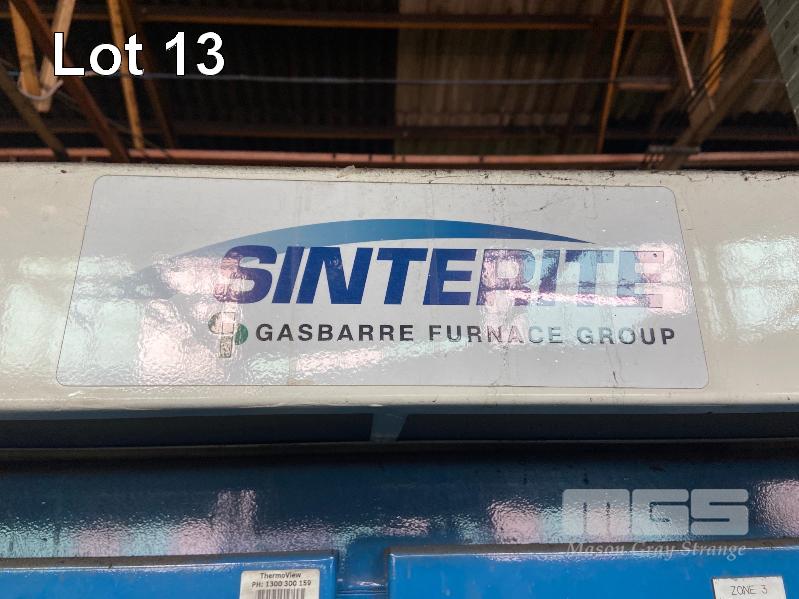 Lot 13
SINTERITE
GASBARRE FURNACE GROUP
MGS
Mason Gray Strange
ThermoView
PH: 1300 300 159
ZONE 3